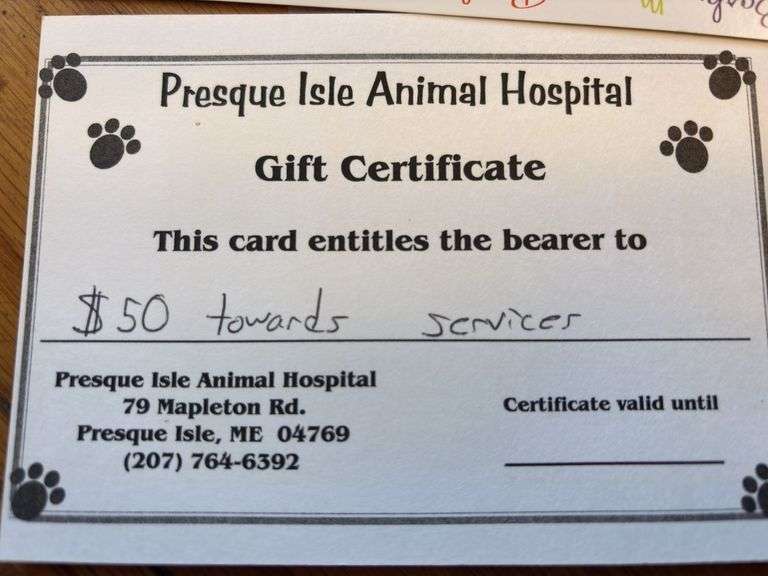 Presque Isle Animal Hospital
Gift Certificate
This card entitles the bearer to
$50 towards services
Presque Isle Animal Hospital
79 Mapleton Rd.
Presque Isle, ME 04769
(207) 764-6392
Certificate valid until